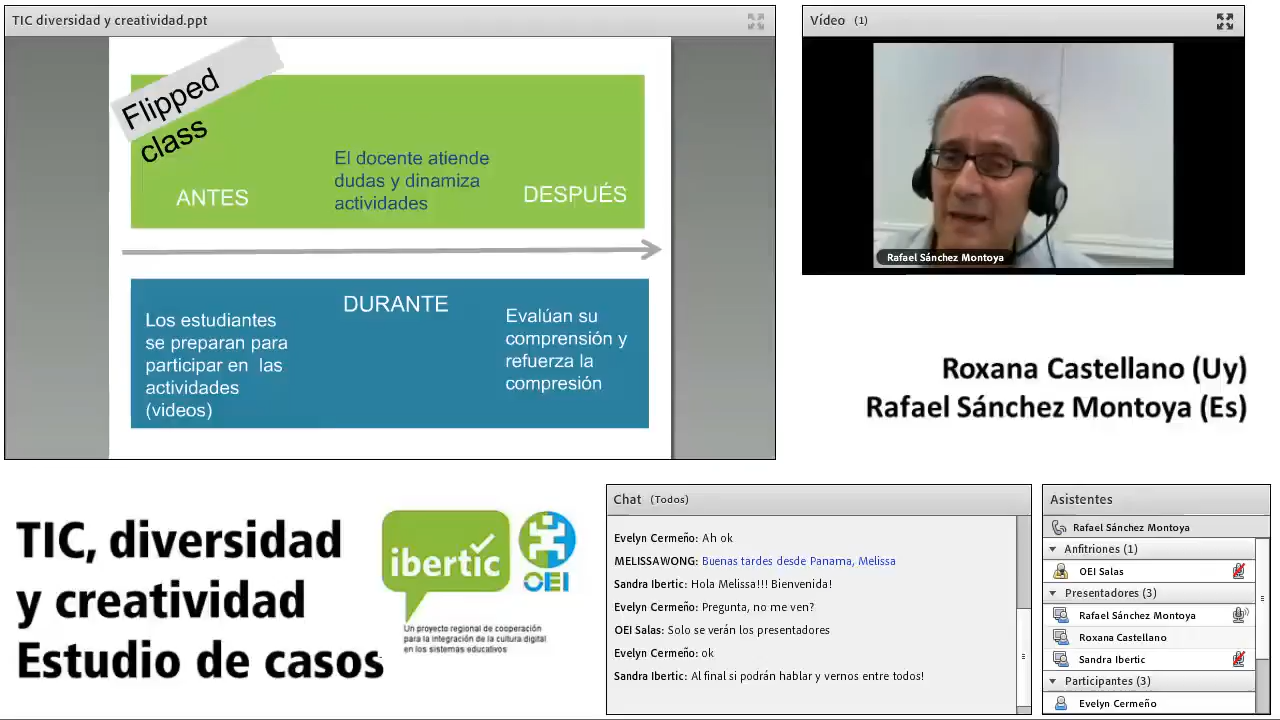 TIC diversidad y creatividad.ppt
Flipped
class
ANTES
El docente atiende
dudas y dinamiza
actividades
DESPUÉS
Los estudiantes
se preparan para
participar en las
actividades
(videos)
DURANTE
Evalúan su
comprensión y
refuerza la
compresión
Vídeo (1)
Rafael Sánchez Montoya
Roxana Castellano (Uy)
Rafael Sánchez Montoya (Es)
TIC, diversidad
y creatividad
Estudio de casos
ibertic
OEI
Un proyecto regional de cooperación
para la integración de la cultura digital
en los sistemas educativos
Chat (Todos)
Evelyn Cermeño: Ah ok
MELISSAWONG: Buenas tardes desde Panama, Melissa
Sandra Ibertic: Hola Melissa!!! Bienvenida!
Evelyn Cermeño: Pregunta, no me ven?
OEI Salas: Solo se verán los presentadores
Evelyn Cermeño: ok
Sandra Ibertic: Al final si podrán hablar y vernos entre todos!
Asistentes
Rafael Sánchez Montoya
Anfitriones (1)
OEI Salas
Presentadores (3)
Rafael Sánchez Montoya
Roxana Castellano
Sandra Ibertic
Participantes (3)
Evelyn Cermeño